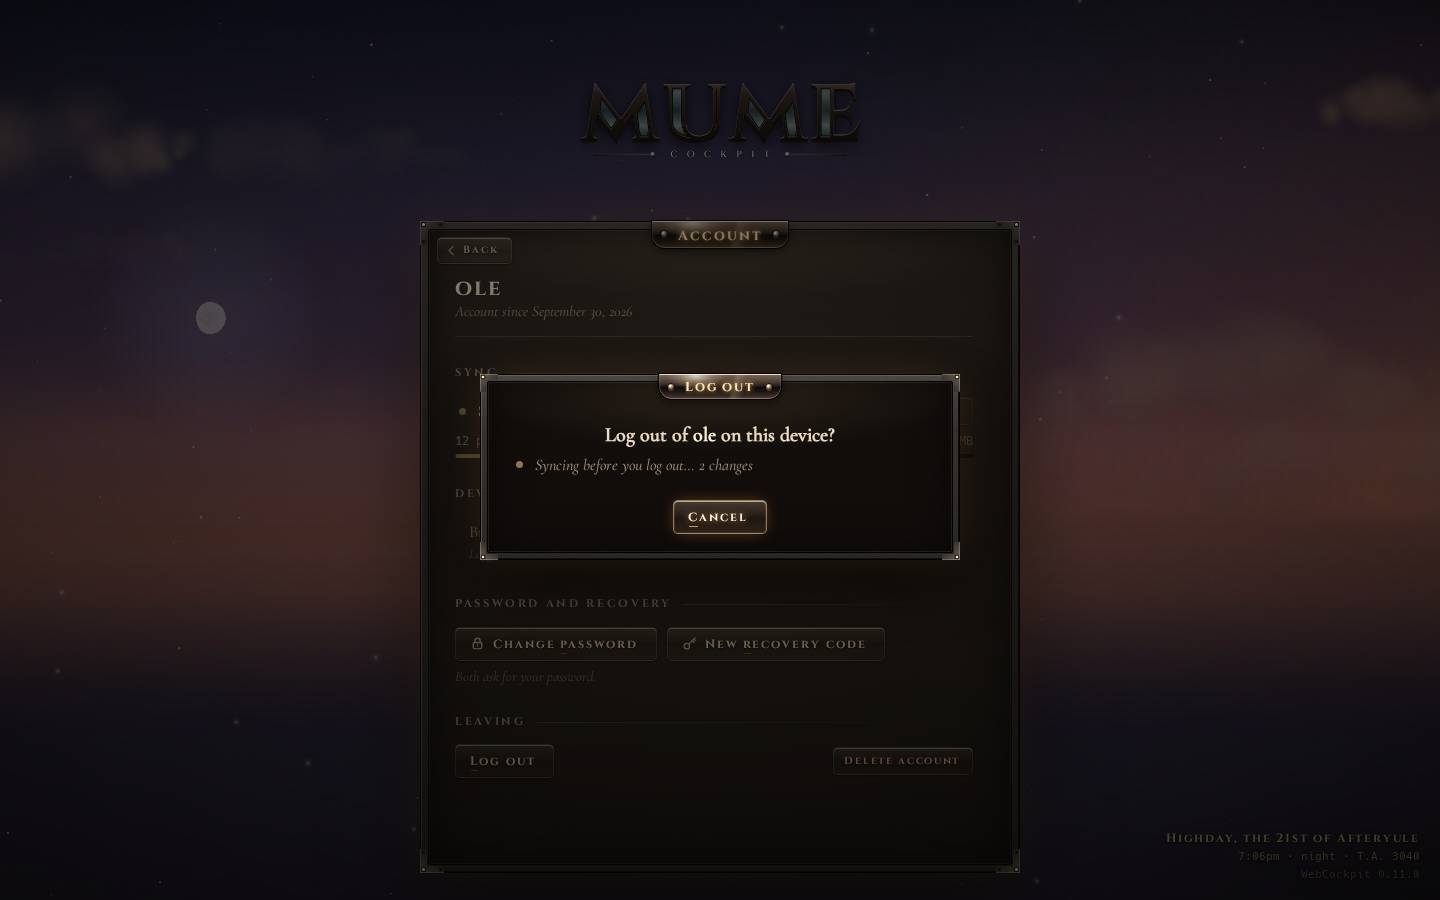 MUME
COCKPIT
ACCOUNT
BACK
OLE
Account since September 30, 2026
SYNC
12
MB
LOG OUT
Log out of ole on this device?
Syncing before you log out... 2 changes
CANCEL
PASSWORD AND RECOVERY
CHANGE PASSWORD
NEW RECOVERY CODE
Both ask for your password.
LEAVING
LOG OUT
DELETE ACCOUNT
HIGHDAY, THE 21ST OF AFTERYULE
7:06pm · night · T.A. 3040
WebCockpit 0.11.0